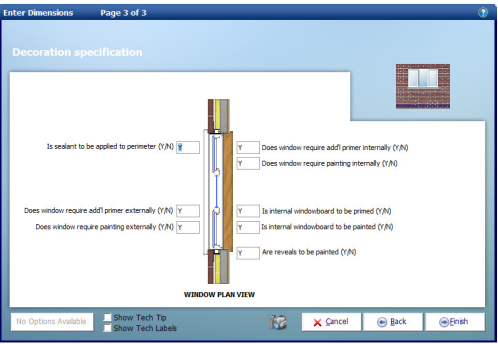 Enter Dimensions Page 3 of 3
Decoration specification
Is sealant to be applied to perimeter (Y/N) Y
Y Does window require add'l primer internally (Y/N)
Y Does window require painting internally (Y/N)
Does window require add'l primer externally (Y/N) Y
Y Is internal windowboard to be primed (Y/N)
Does window require painting externally (Y/N) Y
Y Is internal windowboard to be painted (Y/N)
Y Are reveals to be painted (Y/N)
WINDOW PLAN VIEW
No Options Available
Show Tech Tip
Show Tech Labels
Cancel
Back
Finish